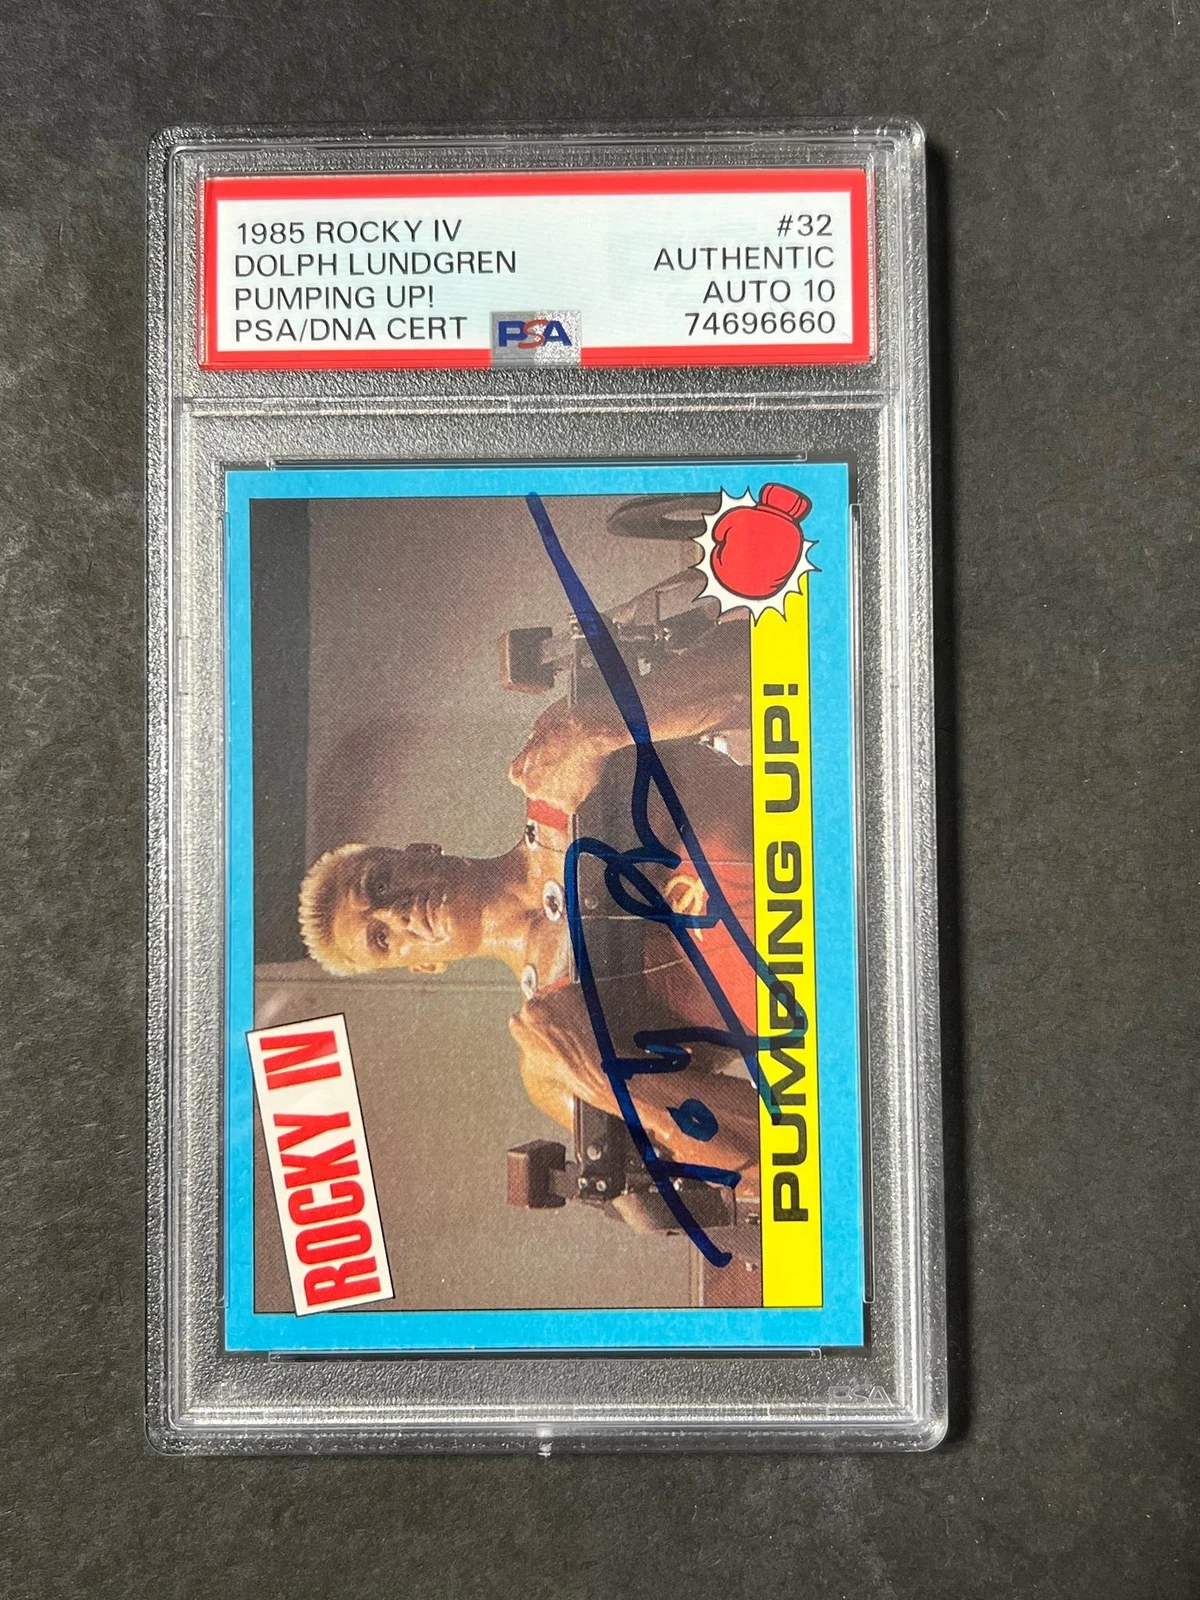 1985 ROCKY IV #32
DOLPH LUNDGREN AUTHENTIC
PUMPING UP! AUTO 10
PSA/DNA CERT PSA 74696660
ROCKY IV
PUMPING UP!
PSA